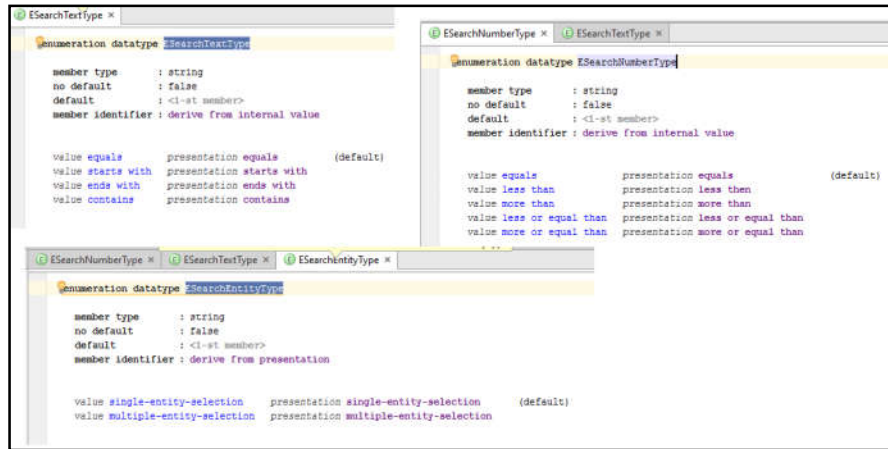 ESearchTextType ×
enumeration datatype ESearchTextType
member type : string
no default : false
default : <1-st member>
member identifier : derive from internal value
value equals presentation equals (default)
value starts with presentation starts with
value ends with presentation ends with
value contains presentation contains
ESearchNumberType × ESearchTextType ×
enumeration datatype ESearchNumberType
member type : string
no default : false
default : <1-st member>
member identifier : derive from internal value
value equals presentation equals (default)
value less than presentation less then
value more than presentation more than
value less or equal than presentation less or equal than
value more or equal than presentation more or equal than
ESearchNumberType × ESearchTextType × ESearchEntityType ×
enumeration datatype ESearchEntityType
member type : string
no default : false
default : <1-st member>
member identifier : derive from presentation
value single-entity-selection presentation single-entity-selection (default)
value multiple-entity-selection presentation multiple-entity-selection